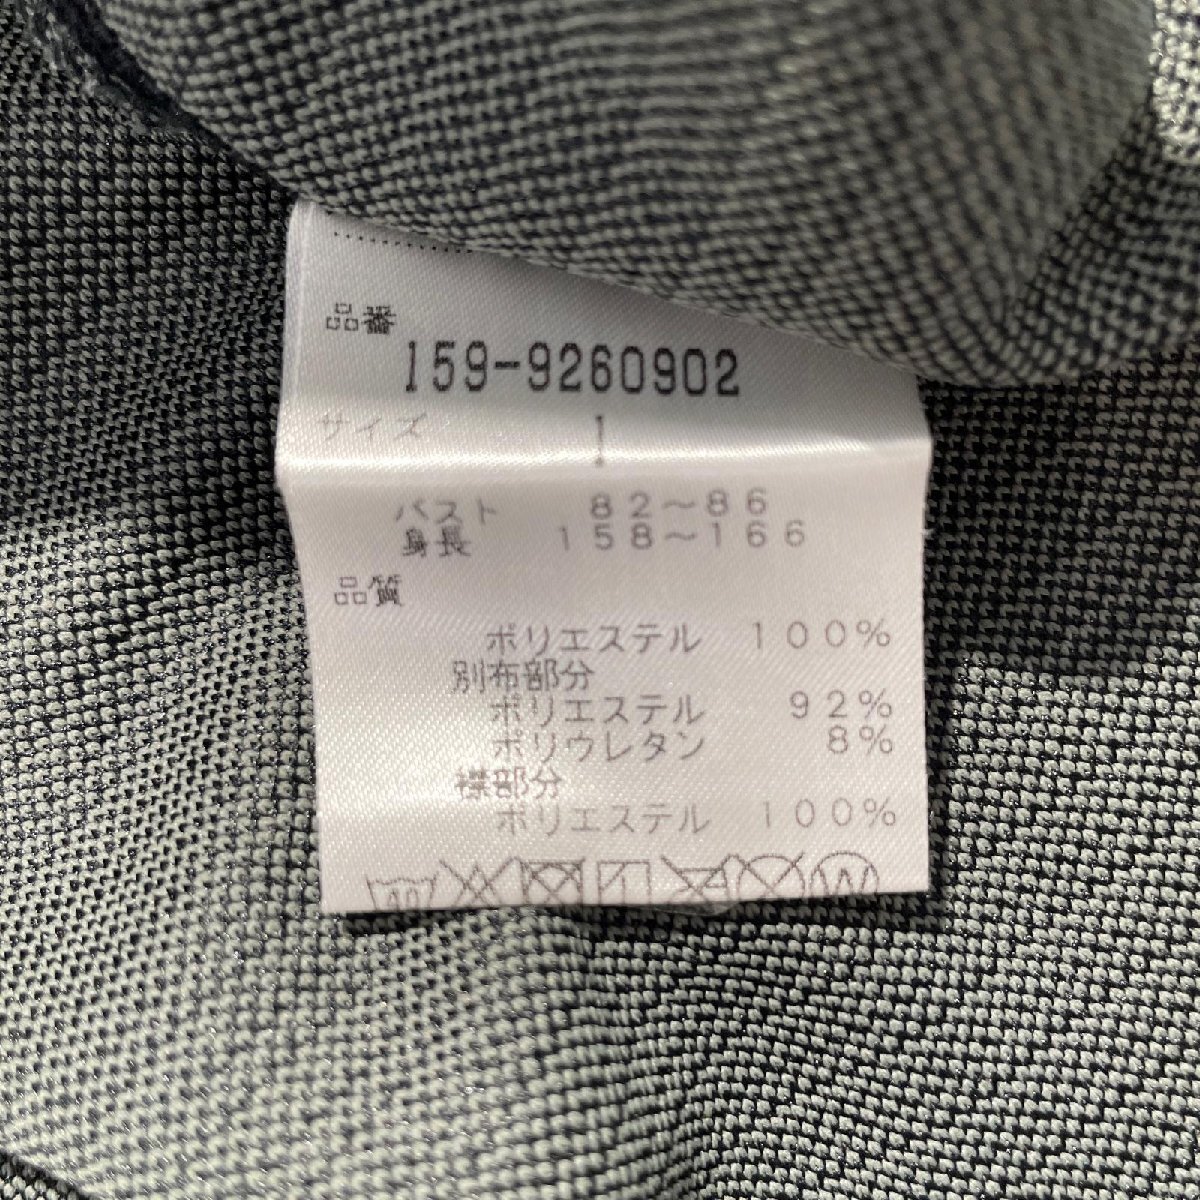 品番
159-9260902
サイズ 1
バスト 82~86
身長 158~166
品質
ポリエステル 100%
別布部分
ポリエステル 92%
ポリウレタン 8%
襟部分
ポリエステル 100%
40 W